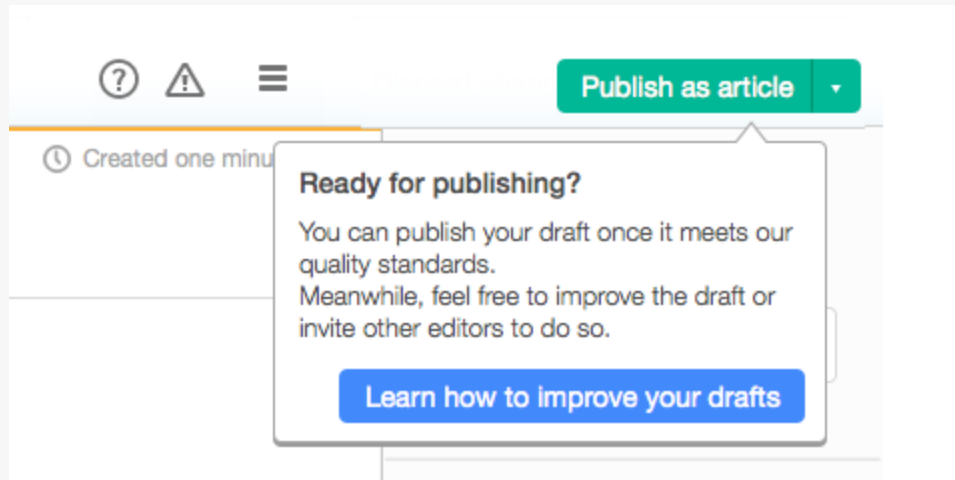 Publish as article
Created one minu
Ready for publishing?
You can publish your draft once it meets our
quality standards.
Meanwhile, feel free to improve the draft or
invite other editors to do so.
Learn how to improve your drafts